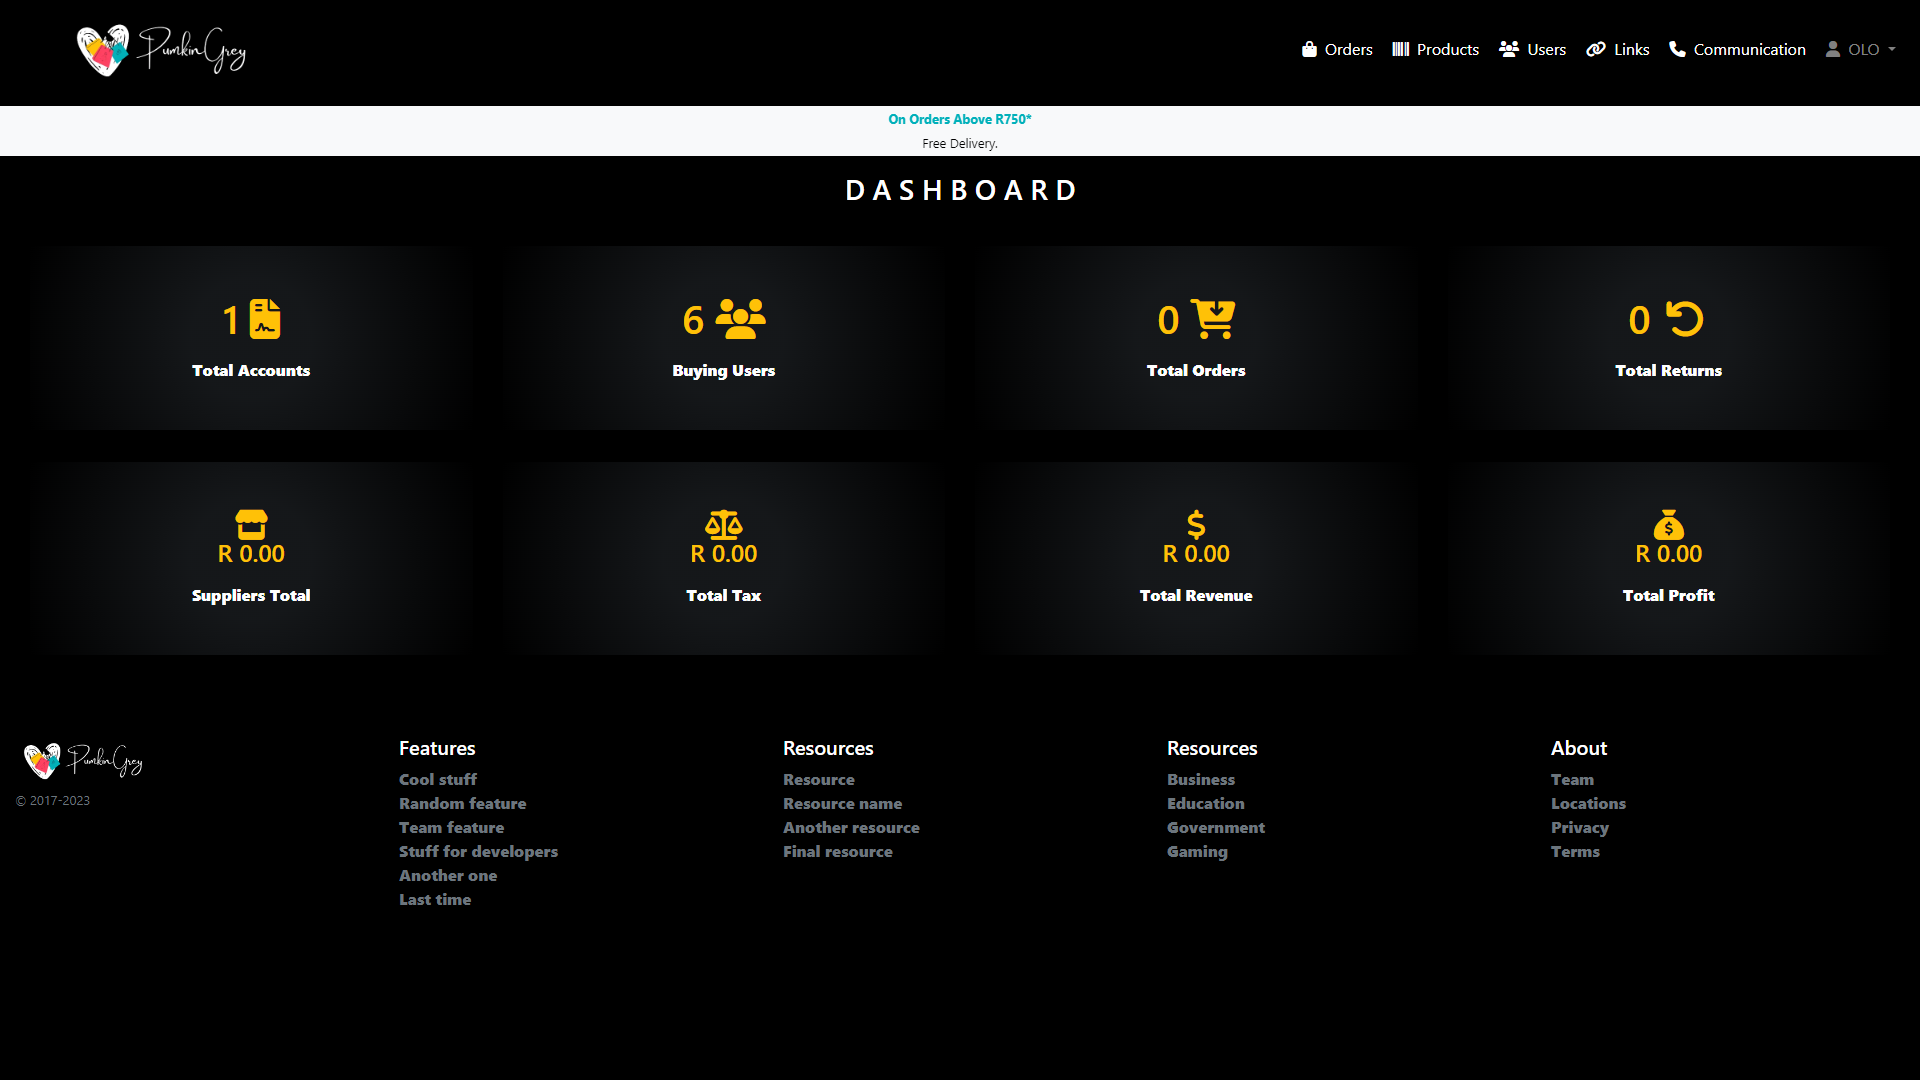 PumkinGrey
Orders Products Users Links Communication OLO
On Orders Above R750*
Free Delivery.
DASHBOARD
1
Total Accounts
6
Buying Users
0
Total Orders
0
Total Returns
R 0.00
Suppliers Total
R 0.00
Total Tax
$
R 0.00
Total Revenue
$
R 0.00
Total Profit
PumkinGrey
© 2017-2023
Features
Cool stuff
Random feature
Team feature
Stuff for developers
Another one
Last time
Resources
Resource
Resource name
Another resource
Final resource
Resources
Business
Education
Government
Gaming
About
Team
Locations
Privacy
Terms